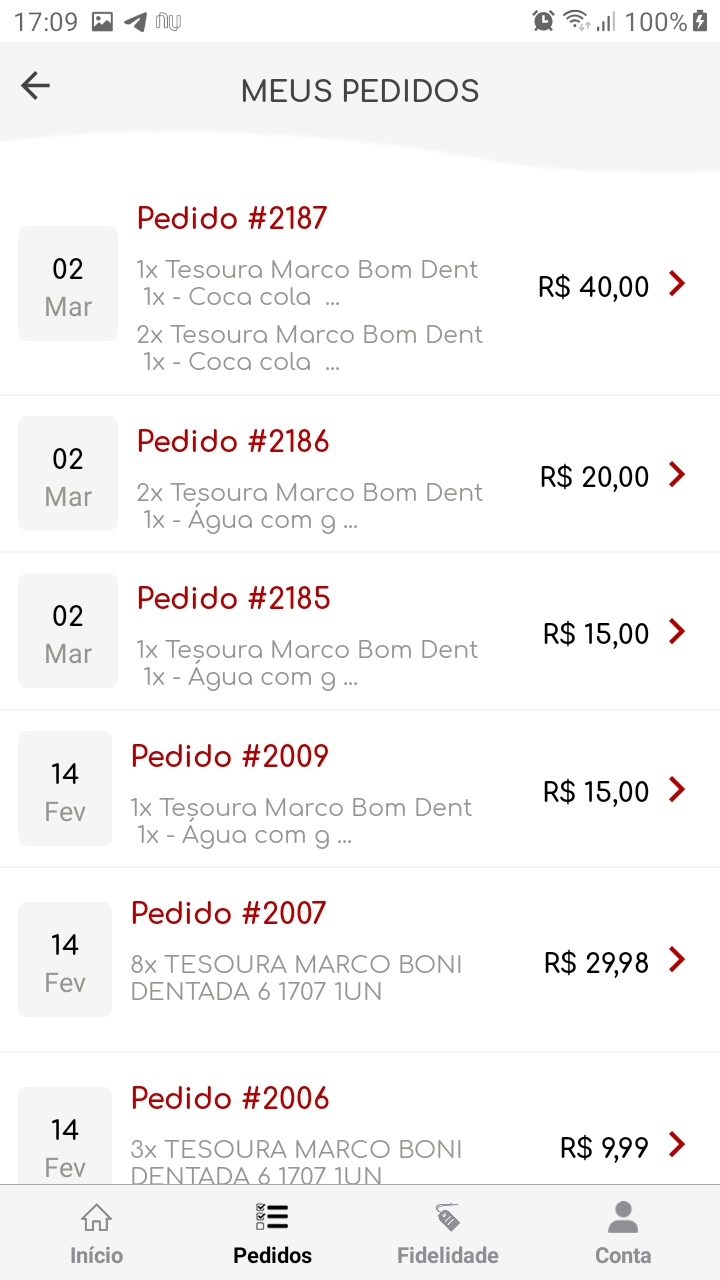 17:09
100%
MEUS PEDIDOS
Pedido #2187
02
Mar
1x Tesoura Marco Bom Dent
1x - Coca cola ...
2x Tesoura Marco Bom Dent
1x - Coca cola ...
R$ 40,00
Pedido #2186
02
Mar
2x Tesoura Marco Bom Dent
1x - Água com g ...
R$ 20,00
Pedido #2185
02
Mar
1x Tesoura Marco Bom Dent
1x - Água com g ...
R$ 15,00
Pedido #2009
14
Fev
1x Tesoura Marco Bom Dent
1x - Água com g ...
R$ 15,00
Pedido #2007
14
Fev
8x TESOURA MARCO BONI
DENTADA 6 1707 1UN
R$ 29,98
Pedido #2006
14
Fev
3x TESOURA MARCO BONI
DENTADA 6 1707 1UN
R$ 9,99
Início
Pedidos
Fidelidade
Conta